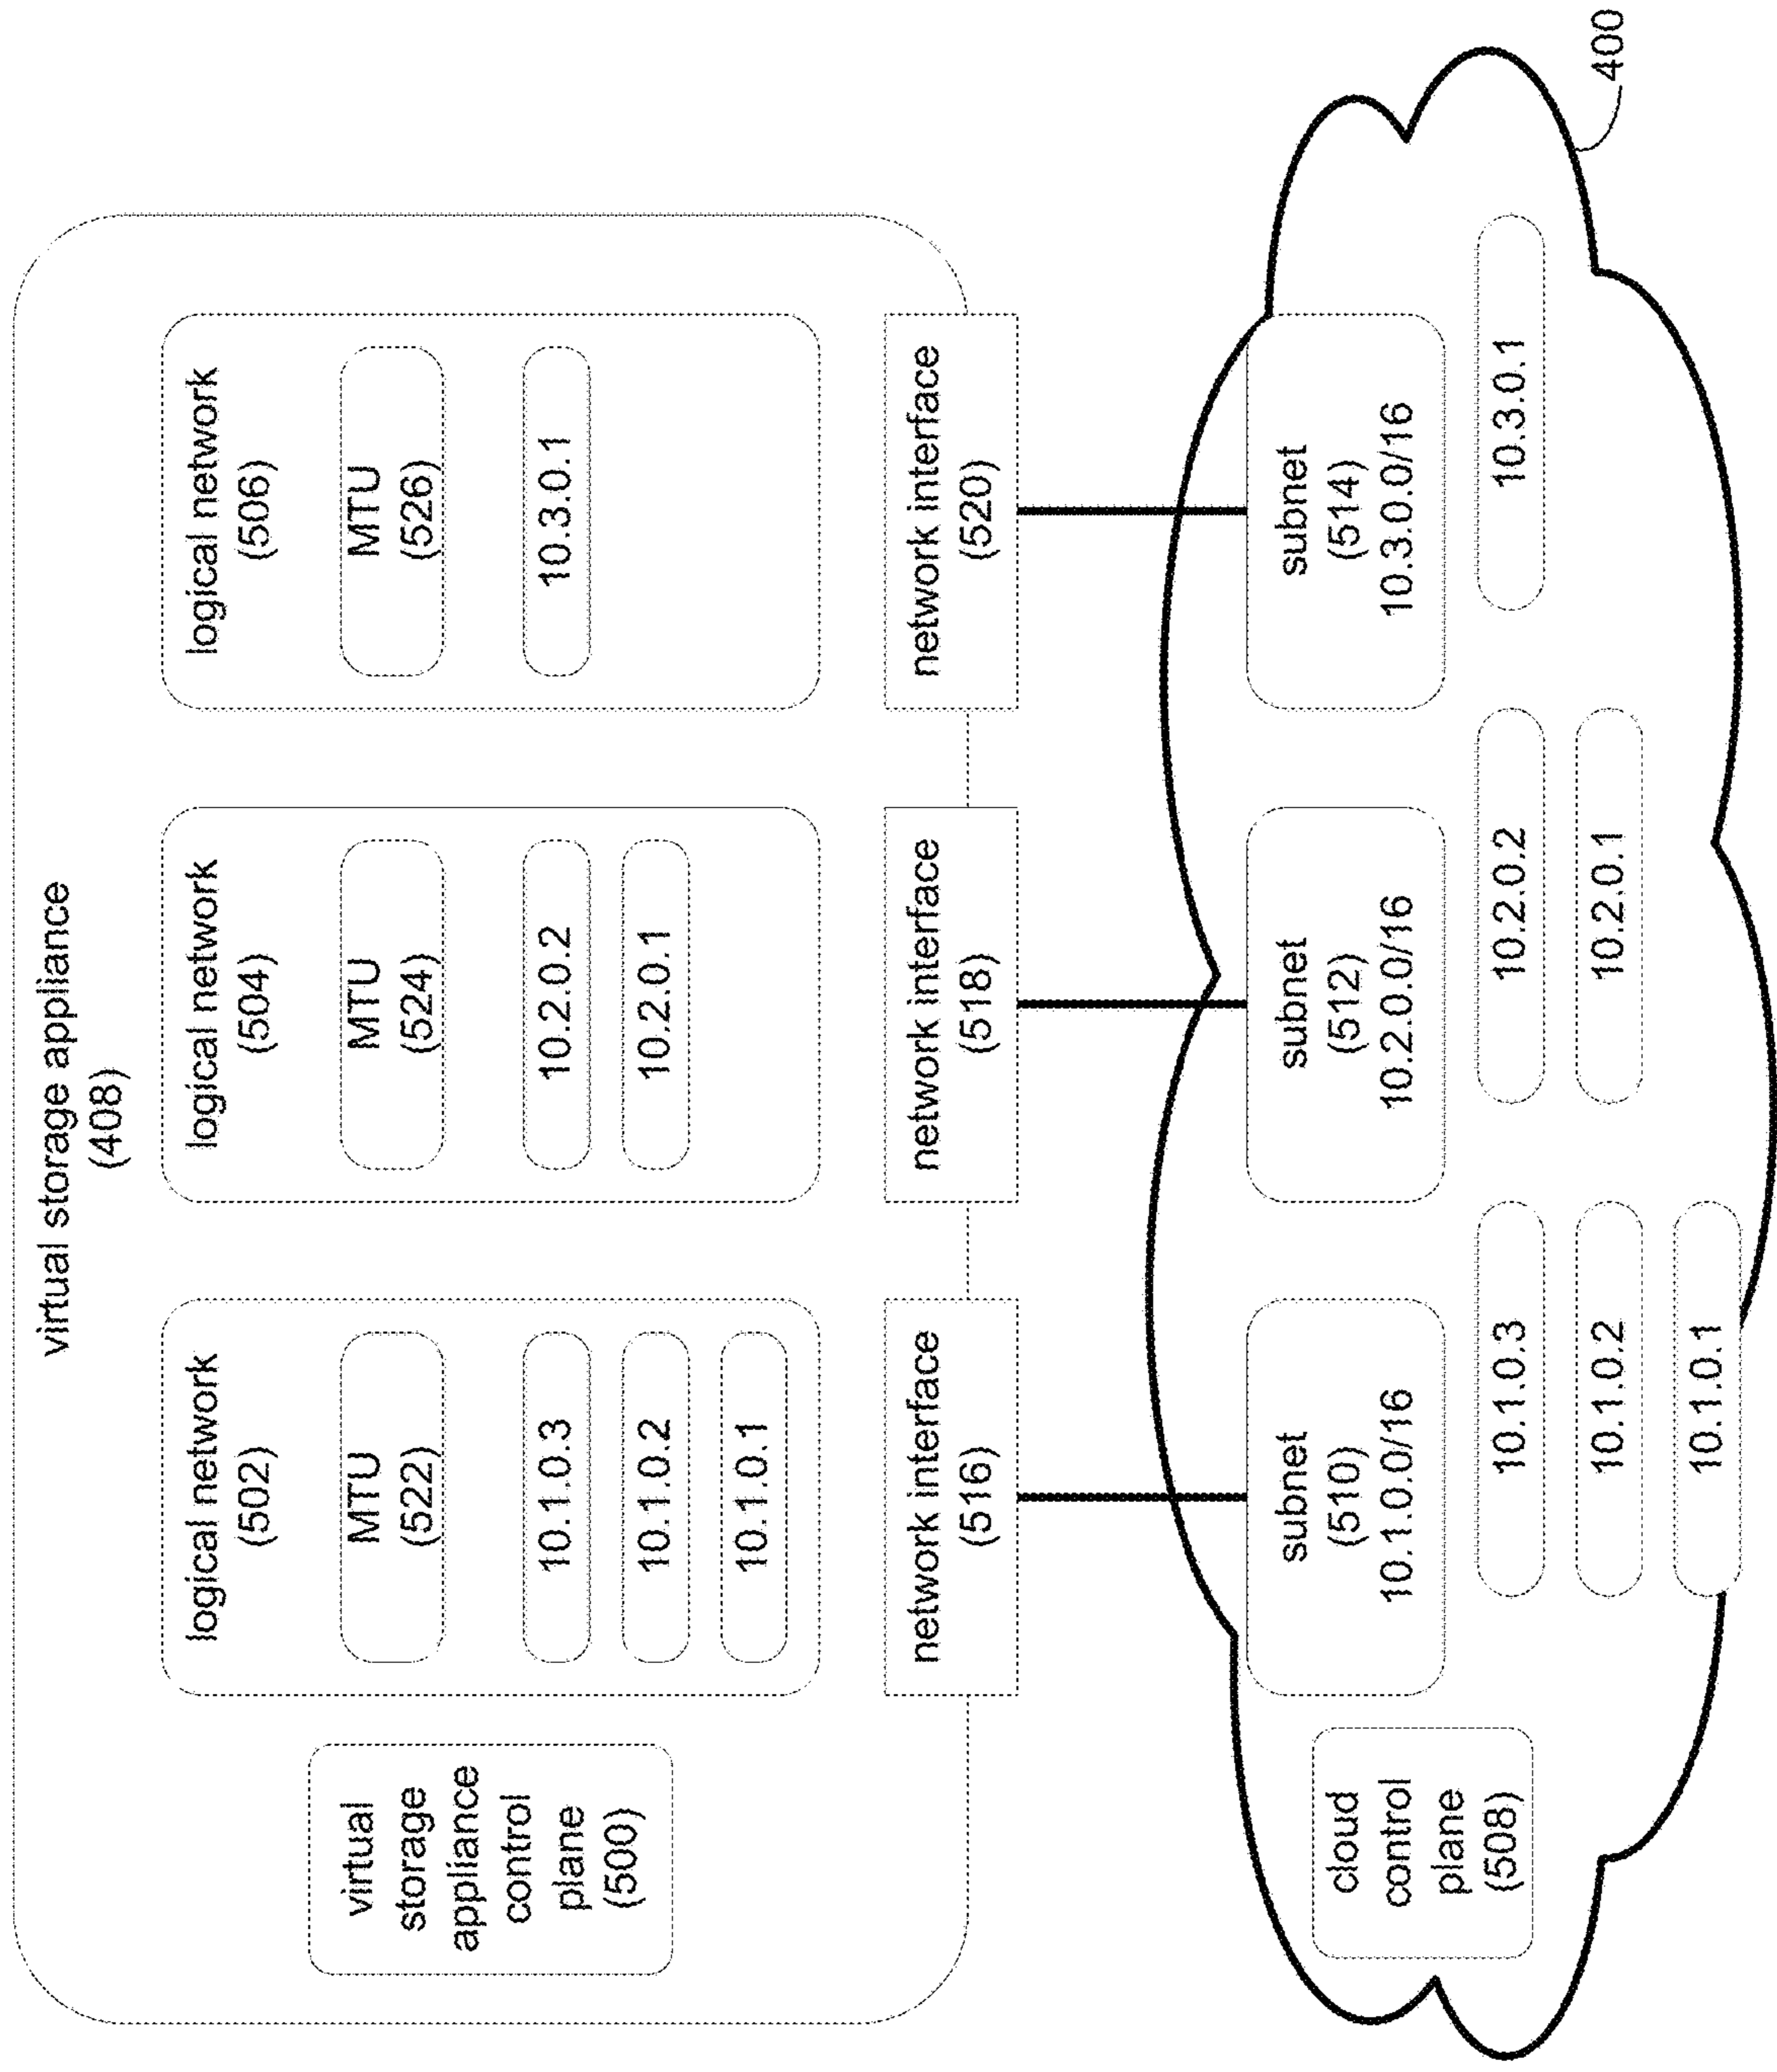 virtual storage appliance
(408)
virtual
storage
appliance
control
plane
(500)
logical network
(502)
MTU
(522)
10.1.0.3
10.1.0.2
10.1.0.1
logical network
(504)
MTU
(524)
10.2.0.2
10.2.0.1
logical network
(506)
MTU
(526)
10.3.0.1
network interface
(516)
network interface
(518)
network interface
(520)
cloud
control
plane
(508)
subnet
(510)
10.1.0.0/16
10.1.0.3
10.1.0.2
10.1.0.1
subnet
(512)
10.2.0.0/16
10.2.0.2
10.2.0.1
subnet
(514)
10.3.0.0/16
10.3.0.1
400